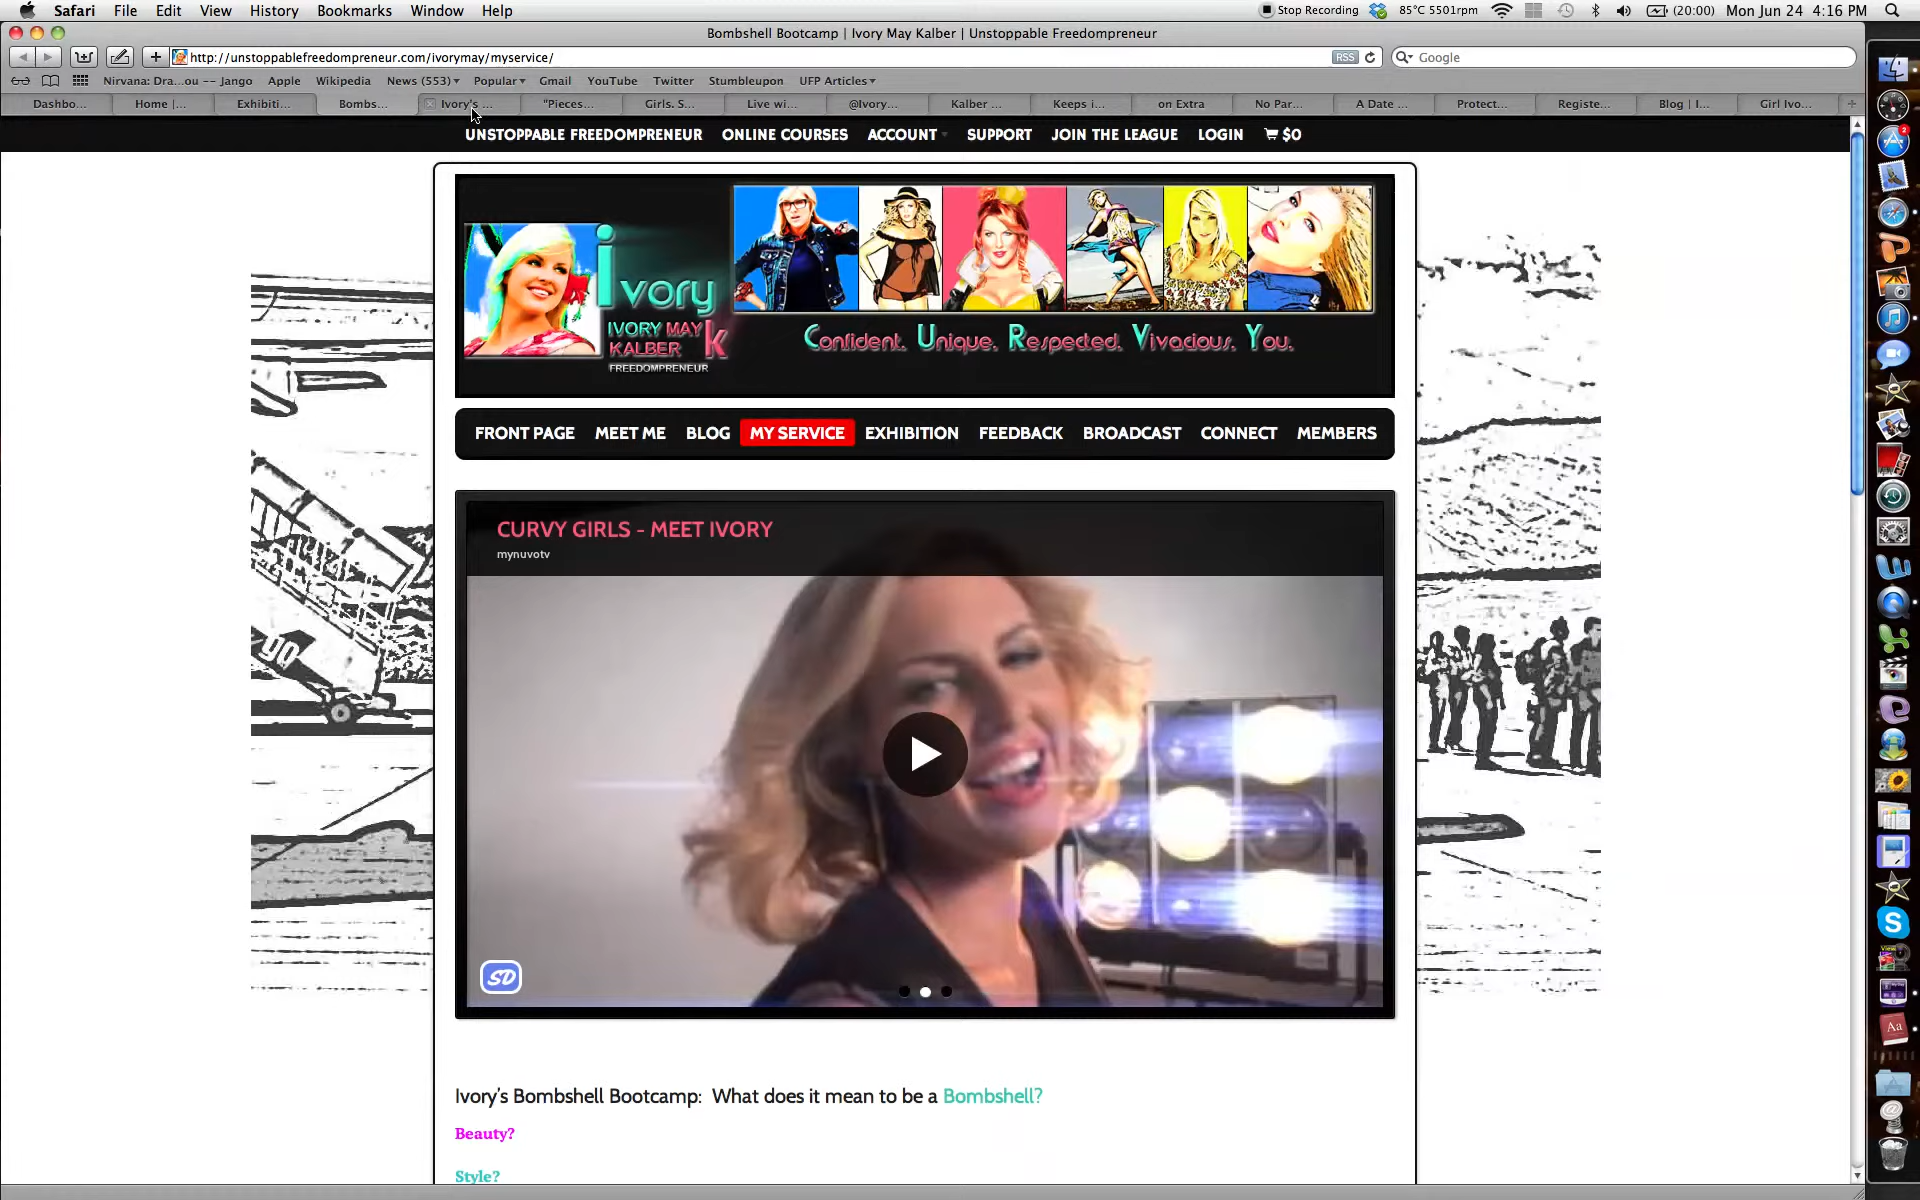 Safari File Edit View History Bookmarks Window Help Stop Recording 85°C 5501rpm (20:00) Mon Jun 24 4:16 PM
Bombshell Bootcamp | Ivory May Kalber | Unstoppable Freedompreneur
http://unstoppablefreedompreneur.com/ivorymay/myservice/ RSS Google
Nirvana: Dra...ou -- Jango Apple Wikipedia News (553) Popular Gmail YouTube Twitter Stumbleupon UFP Articles
Dashbo... Home |... Exhibiti... Bombs... Ivory's ... "Pieces... Girls. S... Live wi... @Ivory... Kalber ... Keeps i... on Extra No Par... A Date ... Protect... Registe... Blog | I... Girl Ivo...
UNSTOPPABLE FREEDOMPRENEUR ONLINE COURSES ACCOUNT SUPPORT JOIN THE LEAGUE LOGIN $0
ivory
IVORY MAY
KALBER k
FREEDOMPRENEUR
Confident. Unique. Respected. Vivacious. You.
FRONT PAGE MEET ME BLOG MY SERVICE EXHIBITION FEEDBACK BROADCAST CONNECT MEMBERS
CURVY GIRLS - MEET IVORY
mynuvotv
SD
Ivory's Bombshell Bootcamp: What does it mean to be a Bombshell?
Beauty?
Style?